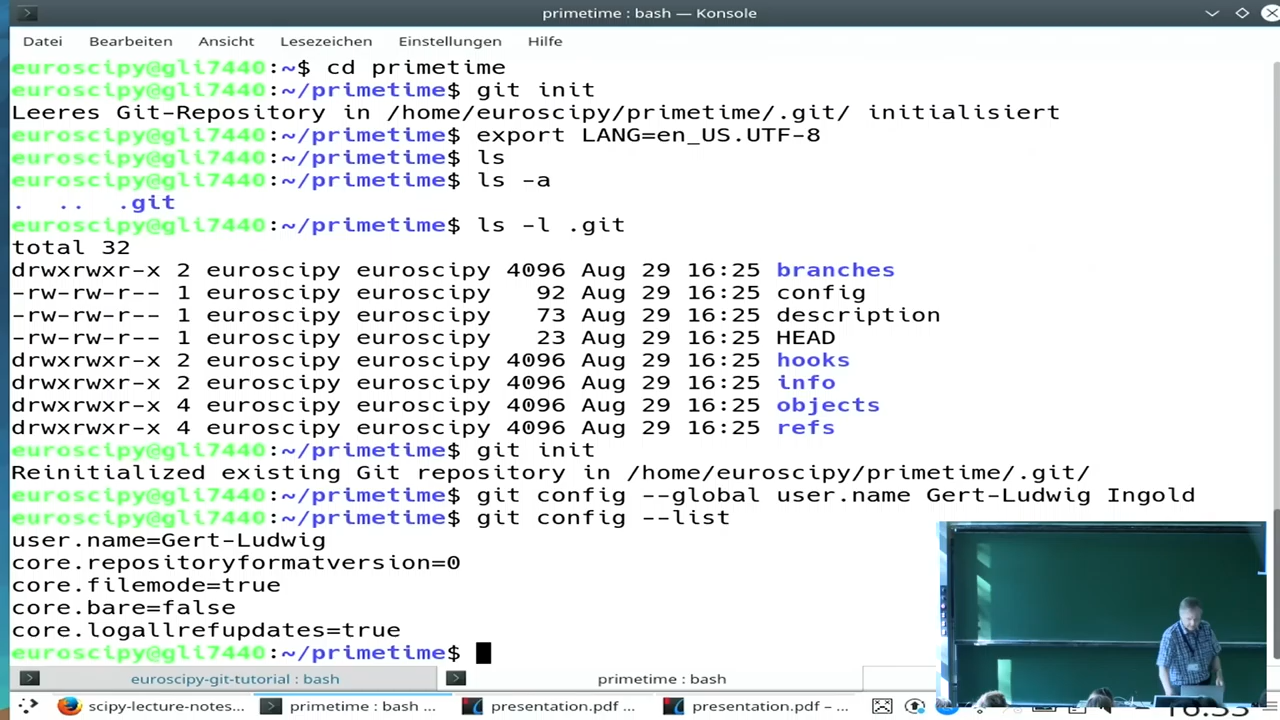 primetime : bash — Konsole
Datei Bearbeiten Ansicht Lesezeichen Einstellungen Hilfe
euroscipy@gli7440:~$ cd primetime
euroscipy@gli7440:~/primetime$ git init
Leeres Git-Repository in /home/euroscipy/primetime/.git/ initialisiert
euroscipy@gli7440:~/primetime$ export LANG=en_US.UTF-8
euroscipy@gli7440:~/primetime$ ls
euroscipy@gli7440:~/primetime$ ls -a
. .. .git
euroscipy@gli7440:~/primetime$ ls -l .git
total 32
drwxrwxr-x 2 euroscipy euroscipy 4096 Aug 29 16:25 branches
-rw-rw-r-- 1 euroscipy euroscipy 92 Aug 29 16:25 config
-rw-rw-r-- 1 euroscipy euroscipy 73 Aug 29 16:25 description
-rw-rw-r-- 1 euroscipy euroscipy 23 Aug 29 16:25 HEAD
drwxrwxr-x 2 euroscipy euroscipy 4096 Aug 29 16:25 hooks
drwxrwxr-x 2 euroscipy euroscipy 4096 Aug 29 16:25 info
drwxrwxr-x 4 euroscipy euroscipy 4096 Aug 29 16:25 objects
drwxrwxr-x 4 euroscipy euroscipy 4096 Aug 29 16:25 refs
euroscipy@gli7440:~/primetime$ git init
Reinitialized existing Git repository in /home/euroscipy/primetime/.git/
euroscipy@gli7440:~/primetime$ git config --global user.name Gert-Ludwig Ingold
euroscipy@gli7440:~/primetime$ git config --list
user.name=Gert-Ludwig
core.repositoryformatversion=0
core.filemode=true
core.bare=false
core.logallrefupdates=true
euroscipy@gli7440:~/primetime$
euroscipy-git-tutorial : bash primetime : bash
scipy-lecture-notes... primetime : bash ... presentation.pdf ... presentation.pdf – ...